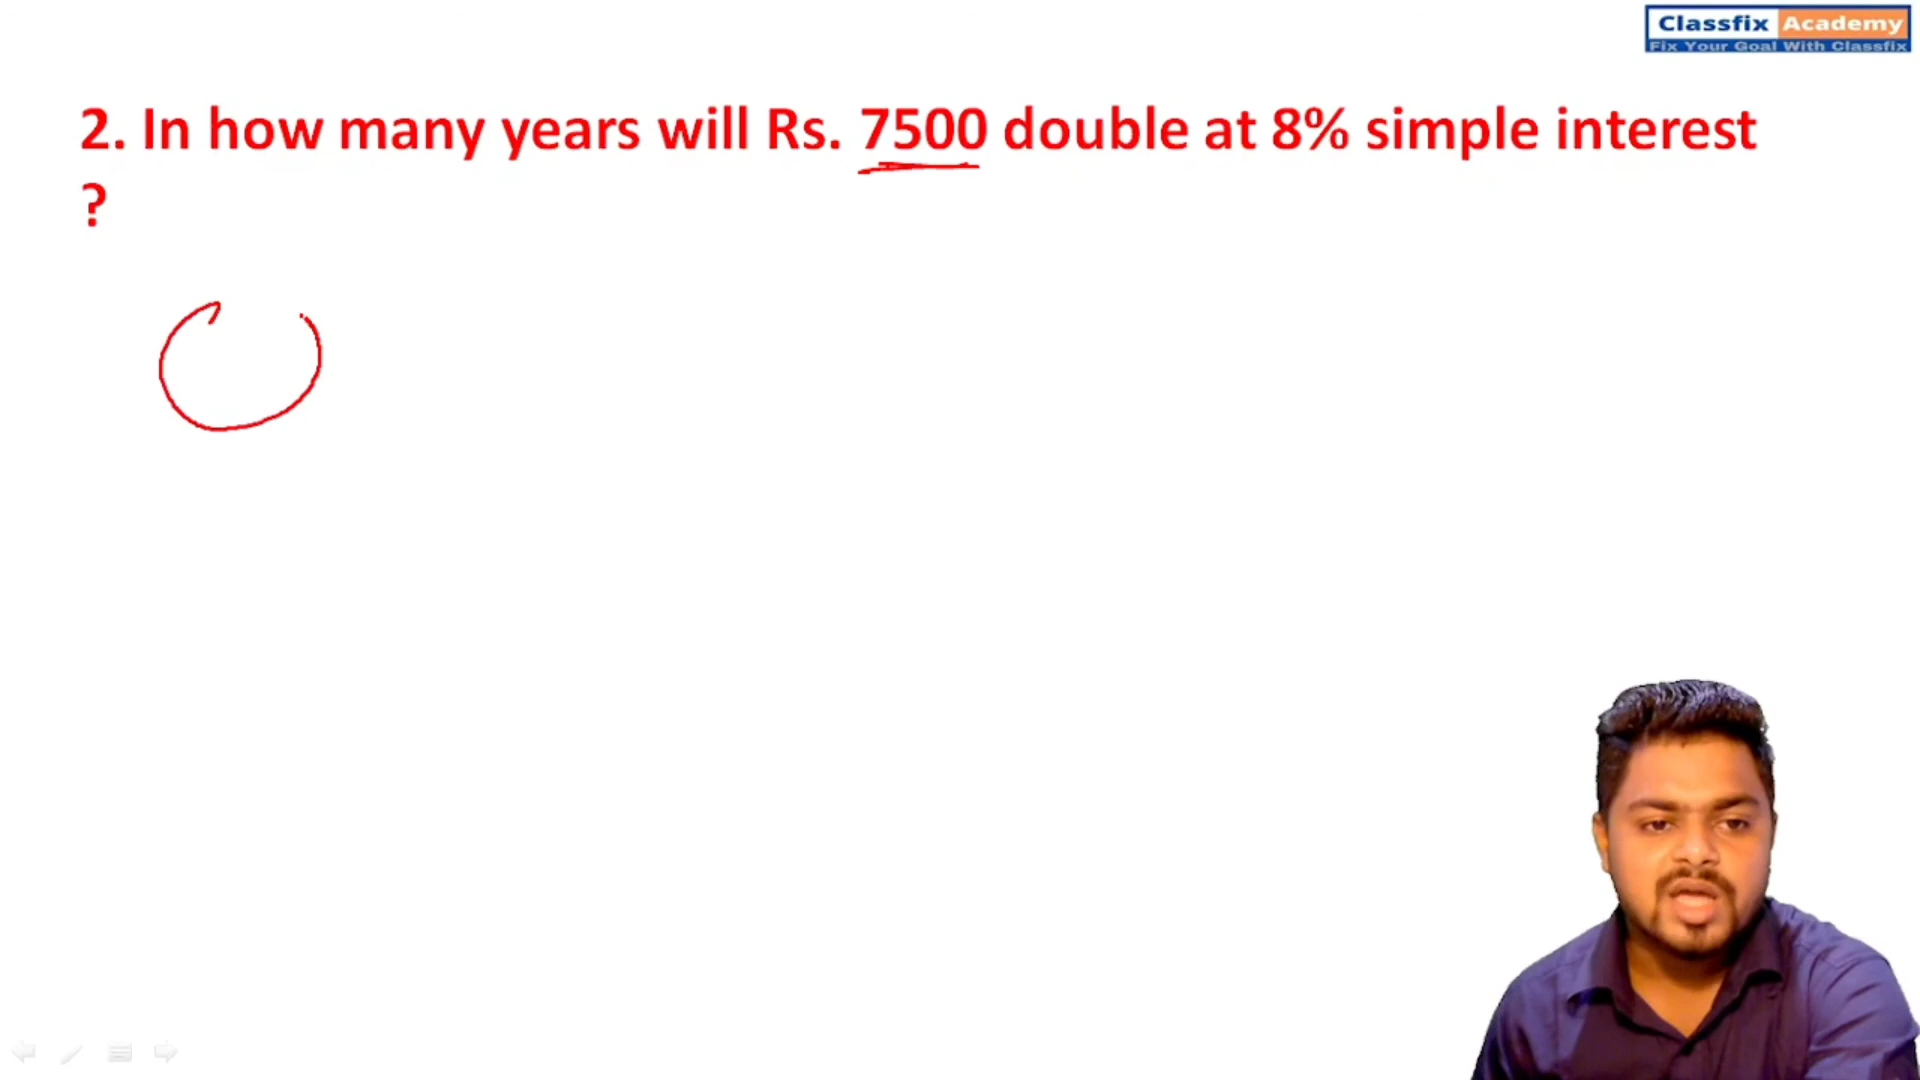 Classfix Academy
Fix Your Goal With Classfix
2. In how many years will Rs. 7500 double at 8% simple interest
?